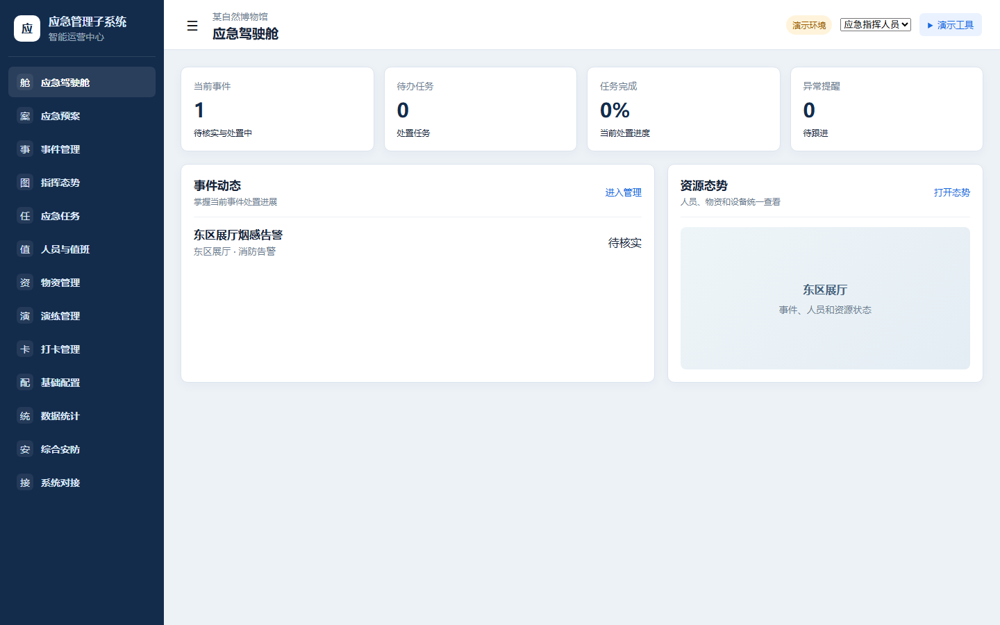 应
应急管理子系统
智能运营中心
舱 应急驾驶舱
案 应急预案
事 事件管理
图 指挥态势
任 应急任务
值 人员与值班
资 物资管理
演 演练管理
卡 打卡管理
配 基础配置
统 数据统计
安 综合安防
接 系统对接
☰
某自然博物馆
应急驾驶舱
演示环境
应急指挥人员
▶ 演示工具
当前事件
1
待核实与处置中
待办任务
0
处置任务
任务完成
0%
当前处置进度
异常提醒
0
待跟进
事件动态
掌握当前事件处置进展
进入管理
东区展厅烟感告警
东区展厅 · 消防告警
待核实
资源态势
人员、物资和设备统一查看
打开态势
东区展厅
事件、人员和资源状态